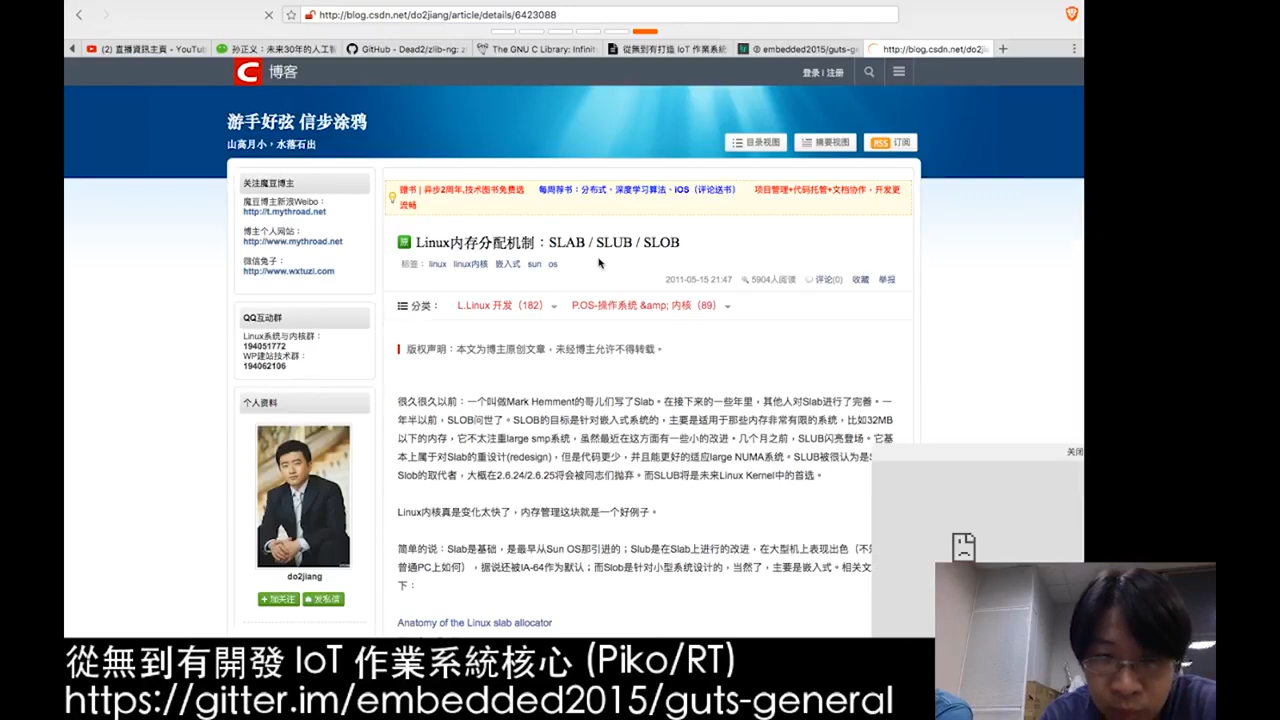 http://blog.csdn.net/do2jiang/article/details/6423088
(2) 直播資訊主頁 - YouTu
孙正义：未来30年的人工智
GitHub - Dead2/zlib-ng: z
The GNU C Library: Infinit
從無到有打造 IoT 作業系統
@ embedded2015/guts-g
http://blog.csdn.net/do2ji
博客
登录 | 注册
游手好弦 信步涂鸦
山高月小，水落石出
目录视图
摘要视图
RSS 订阅
关注魔豆博主
魔豆博主新浪Weibo：
http://t.mythroad.net
博主个人网站：
http://www.mythroad.net
微信兔子：
http://www.wxtuzi.com
QQ互动群
Linux系统与内核群：
194051772
WP建站技术群：
194062106
个人资料
do2jiang
加关注
发私信
赠书 | 异步2周年,技术图书免费选 每周荐书：分布式、深度学习算法、iOS（评论送书） 项目管理+代码托管+文档协作，开发更
流畅
原 Linux内存分配机制：SLAB / SLUB / SLOB
标签： linux linux内核 嵌入式 sun os
2011-05-15 21:47 5904人阅读 评论(0) 收藏 举报
分类： L.Linux 开发（182） P.OS-操作系统 &amp; 内核（89）
版权声明：本文为博主原创文章，未经博主允许不得转载。
很久很久以前：一个叫做Mark Hemment的哥儿们写了Slab。在接下来的一些年里，其他人对Slab进行了完善。一
年半以前，SLOB问世了。SLOB的目标是针对嵌入式系统的，主要是适用于那些内存非常有限的系统，比如32MB
以下的内存，它不太注重large smp系统，虽然最近在这方面有一些小的改进。几个月之前，SLUB闪亮登场。它基
本上属于对Slab的重设计(redesign)，但是代码更少，并且能更好的适应large NUMA系统。SLUB被很认为是
Slob的取代者，大概在2.6.24/2.6.25将会被同志们抛弃。而SLUB将是未来Linux Kernel中的首选。
Linux内核真是变化太快了，内存管理这块就是一个好例子。
简单的说：Slab是基础，是最早从Sun OS那引进的；Slub是在Slab上进行的改进，在大型机上表现出色（不
普通PC上如何），据说还被IA-64作为默认；而Slob是针对小型系统设计的，当然了，主要是嵌入式。相关文
下：
Anatomy of the Linux slab allocator
关闭
從無到有開發 IoT 作業系統核心 (Piko/RT)
https://gitter.im/embedded2015/guts-general